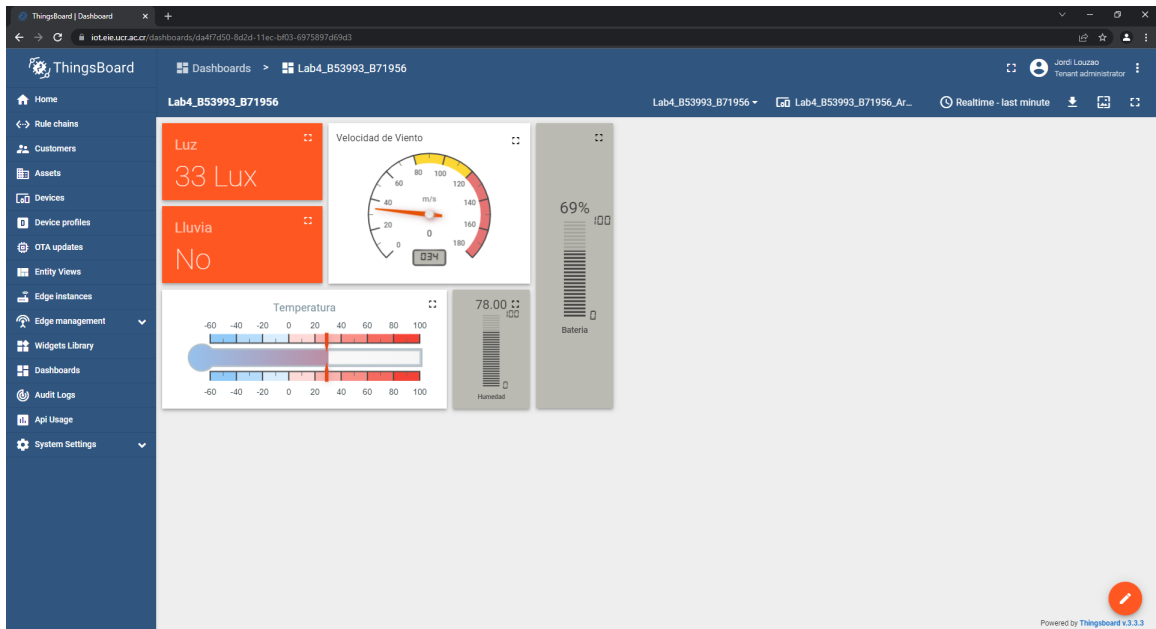 ThingsBoard | Dashboard
iot.eie.ucr.ac.cr/dashboards/da4f7d50-8d2d-11ec-bf03-6975897d69d3
ThingsBoard
Dashboards > Lab4_B53993_B71956
Jordi Louzao
Tenant administrator
Lab4_B53993_B71956
Lab4_B53993_B71956
Lab4_B53993_B71956_Ar...
Realtime - last minute
Home
Rule chains
Customers
Assets
Devices
Device profiles
OTA updates
Entity Views
Edge instances
Edge management
Widgets Library
Dashboards
Audit Logs
Api Usage
System Settings
Luz
33 Lux
Lluvia
No
Velocidad de Viento
0 20 40 60 80 100 120 140 160 180
m/s
0
034
69%
100
0
Bateria
Temperatura
-60 -40 -20 0 20 40 60 80 100
-60 -40 -20 0 20 40 60 80 100
78.00
100
0
Humedad
Powered by Thingsboard v.3.3.3